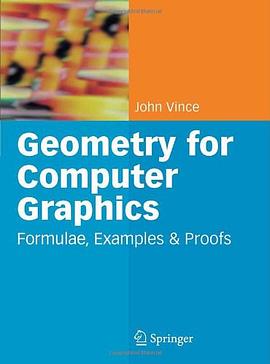 John Vince
Geometry for
Computer
Graphics
Formulae, Examples & Proofs
Springer